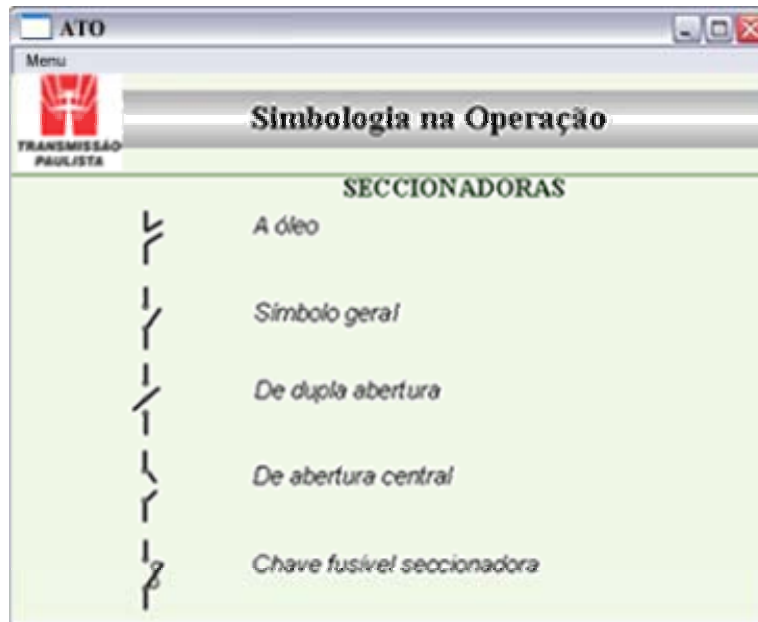 ATO
Menu
TRANSMISSÃO
PAULISTA
Simbologia na Operação
SECCIONADORAS
A óleo
Símbolo geral
De dupla abertura
De abertura central
Chave fusível seccionadora